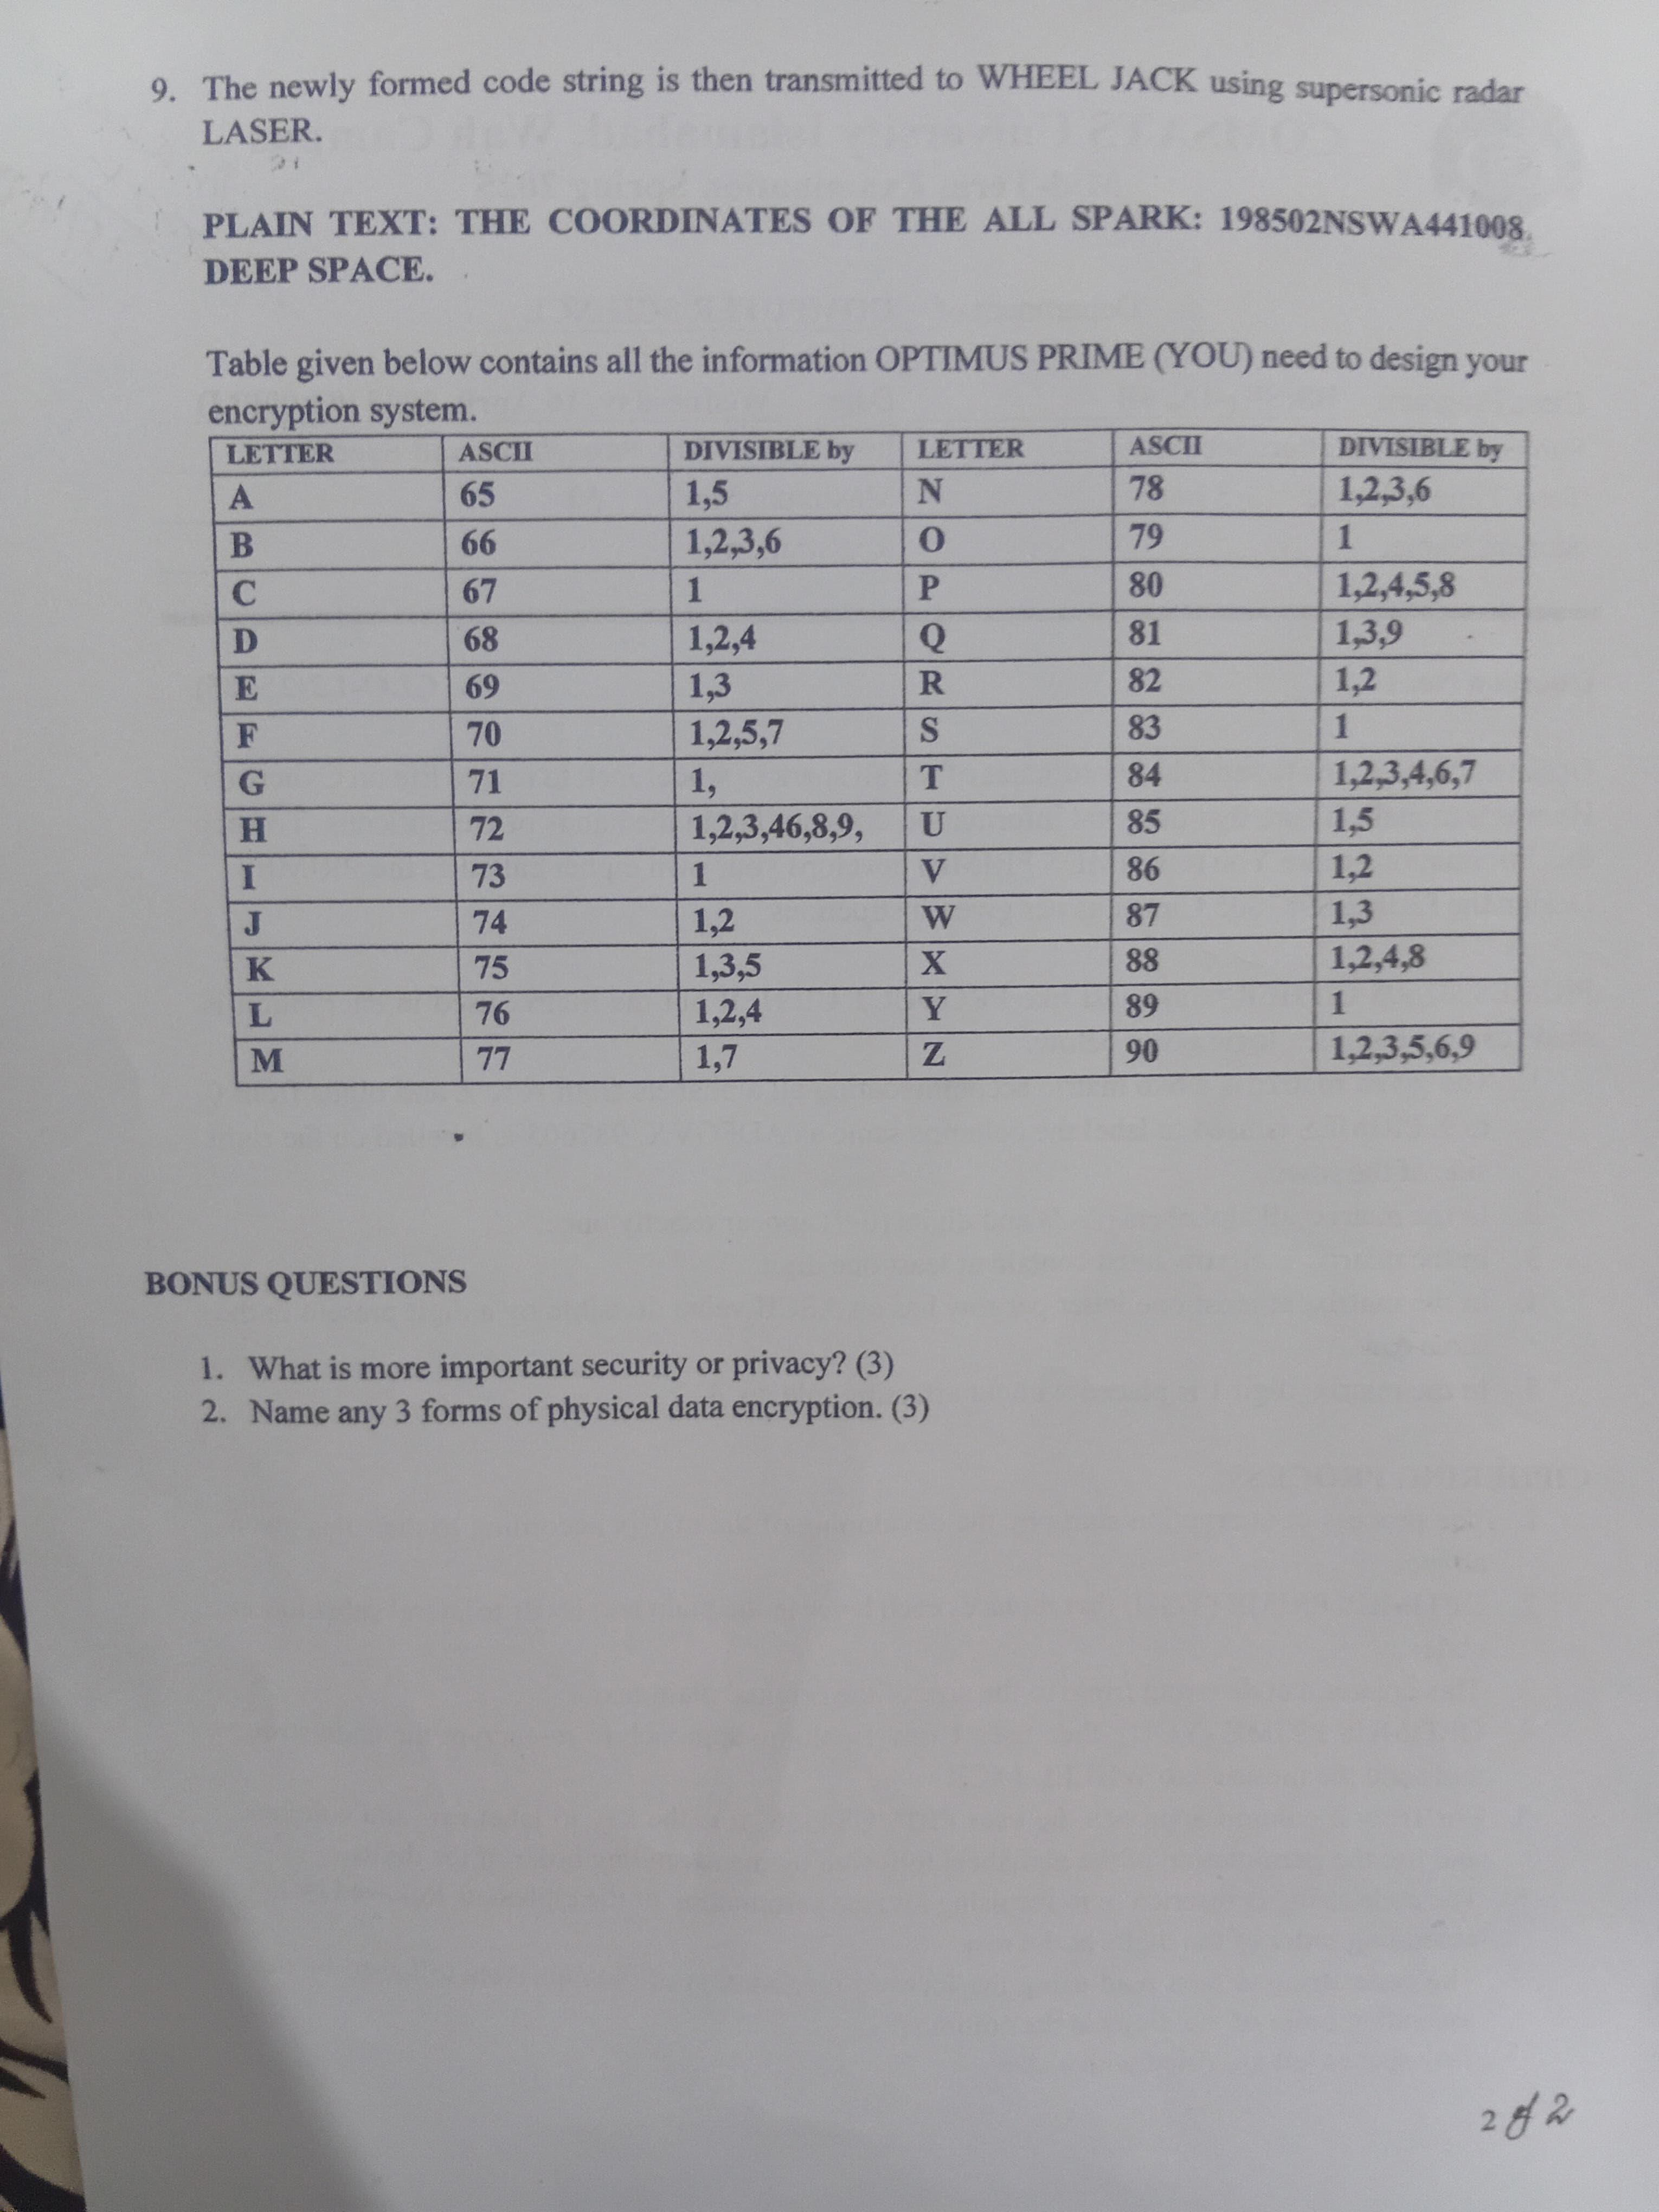 9. The newly formed code string is then transmitted to WHEEL JACK using supersonic radar
LASER.
PLAIN TEXT: THE COORDINATES OF THE ALL SPARK: 198502NSWA441008
DEEP SPACE.
Table given below contains all the information OPTIMUS PRIME (YOU) need to design your
encryption system.
LETTER ASCII DIVISIBLE by LETTER ASCII DIVISIBLE by
A 65 1,5 N 78 1,2,3,6
B 66 1,2,3,6 O 79 1
C 67 1 P 80 1,2,4,5,8
D 68 1,2,4 Q 81 1,3,9
E 69 1,3 R 82 1,2
F 70 1,2,5,7 S 83 1
G 71 1, T 84 1,2,3,4,6,7
H 72 1,2,3,46,8,9, U 85 1,5
I 73 1 V 86 1,2
J 74 1,2 W 87 1,3
K 75 1,3,5 X 88 1,2,4,8
L 76 1,2,4 Y 89 1
M 77 1,7 Z 90 1,2,3,5,6,9
BONUS QUESTIONS
1. What is more important security or privacy? (3)
2. Name any 3 forms of physical data encryption. (3)
2 of 2